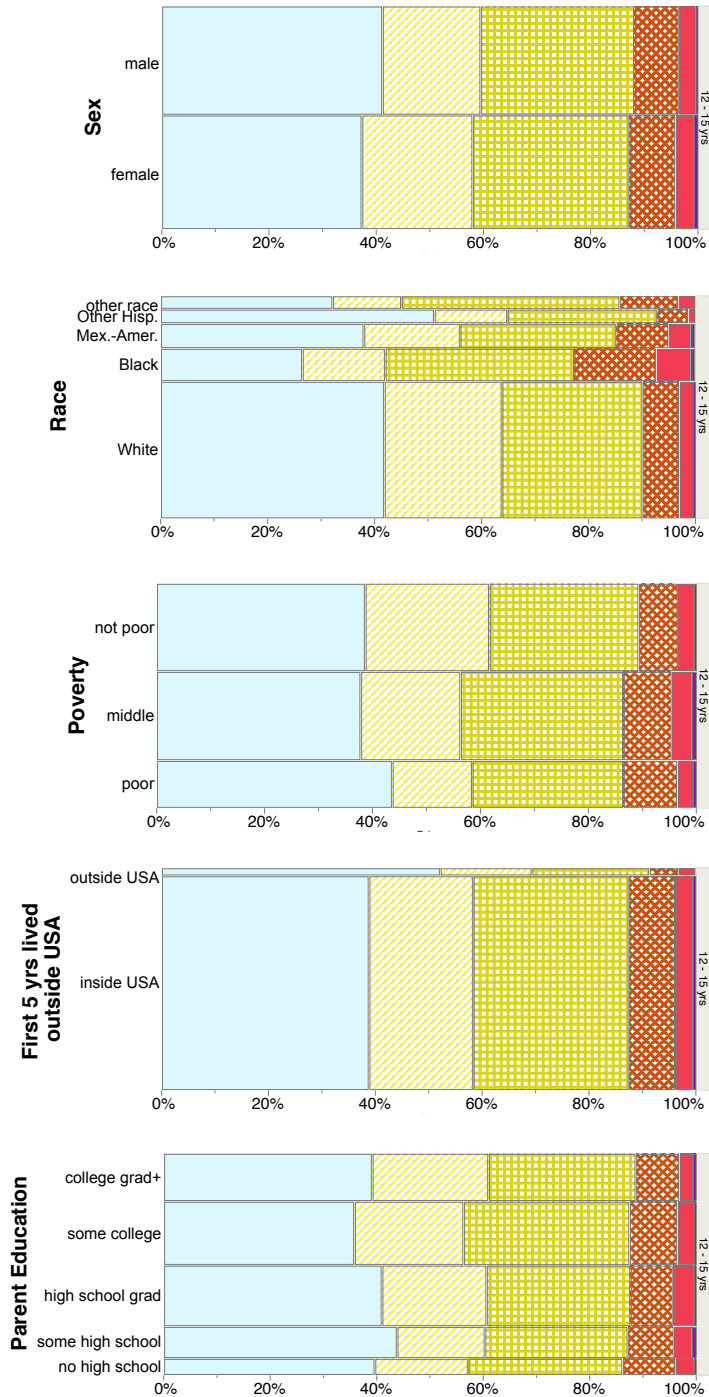 Sex
male
female
12 - 15 yrs
0% 20% 40% 60% 80% 100%
Race
other race
Other Hisp.
Mex.-Amer.
Black
White
12 - 15 yrs
0% 20% 40% 60% 80% 100%
Poverty
not poor
middle
poor
12 - 15 yrs
0% 20% 40% 60% 80% 100%
First 5 yrs lived
outside USA
outside USA
inside USA
12 - 15 yrs
0% 20% 40% 60% 80% 100%
Parent Education
college grad+
some college
high school grad
some high school
no high school
12 - 15 yrs
0% 20% 40% 60% 80% 100%